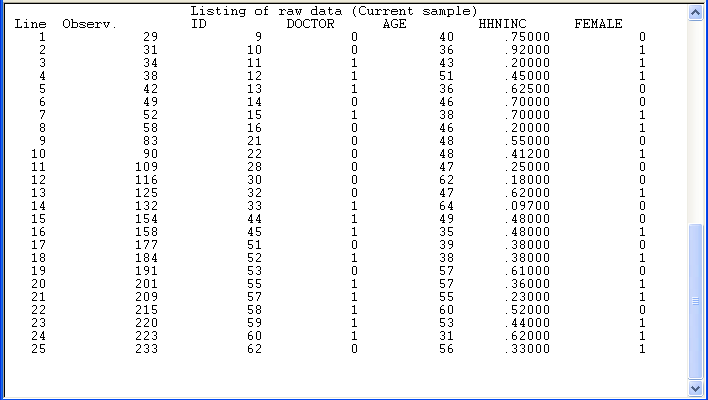 Listing of raw data (Current sample)
Line Observ. ID DOCTOR AGE HHNINC FEMALE
1 29 9 0 40 .75000 0
2 31 10 0 36 .92000 1
3 34 11 1 43 .20000 1
4 38 12 1 51 .45000 1
5 42 13 1 36 .62500 0
6 49 14 0 46 .70000 0
7 52 15 1 38 .70000 1
8 58 16 0 46 .20000 1
9 83 21 0 48 .55000 0
10 90 22 0 48 .41200 1
11 109 28 0 47 .25000 0
12 116 30 0 62 .18000 0
13 125 32 0 47 .62000 1
14 132 33 1 64 .09700 0
15 154 44 1 49 .48000 0
16 158 45 1 35 .48000 1
17 177 51 0 39 .38000 0
18 184 52 1 38 .38000 1
19 191 53 0 57 .61000 0
20 201 55 1 57 .36000 1
21 209 57 1 55 .23000 1
22 215 58 1 60 .52000 0
23 220 59 1 53 .44000 1
24 223 60 1 31 .62000 1
25 233 62 0 56 .33000 1